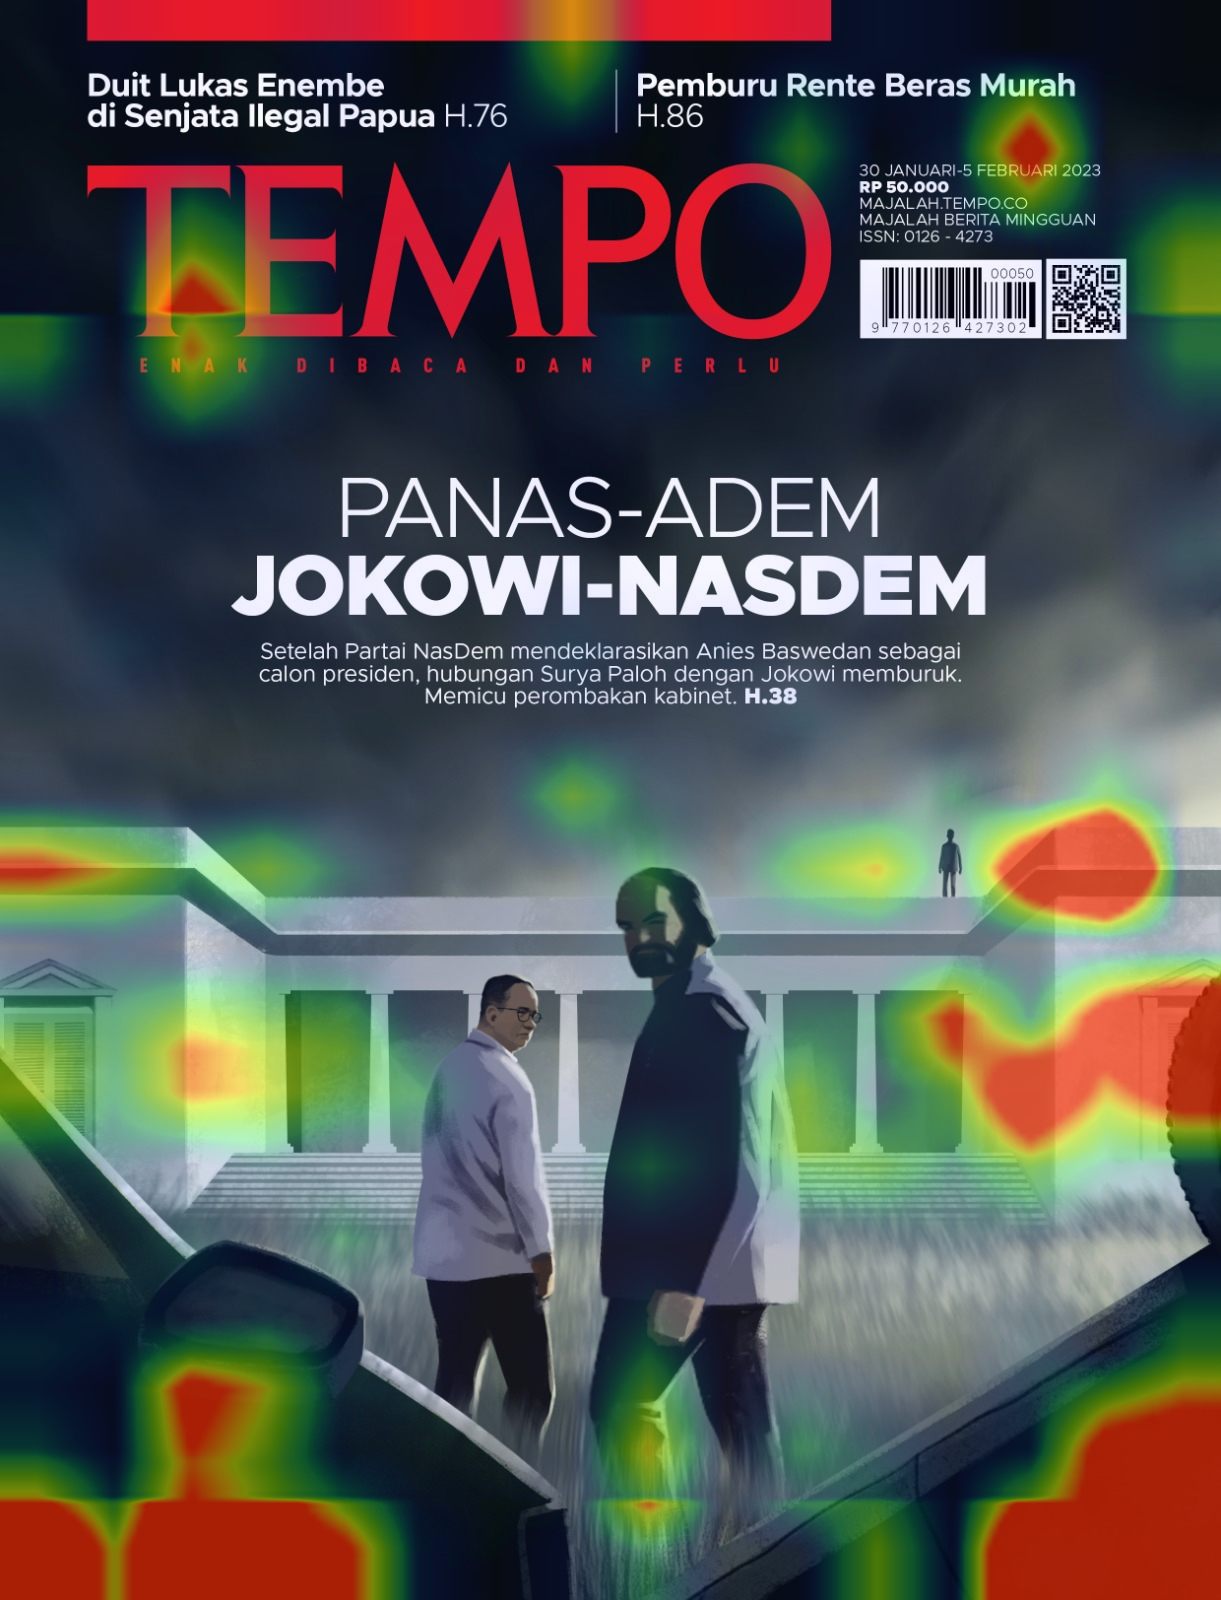 Duit Lukas Enembe
di Senjata Ilegal Papua H.76
Pemburu Rente Beras Murah
H.86
TEMPO
ENAK DIBACA DAN PERLU
30 JANUARI-5 FEBRUARI 2023
RP 50.000
MAJALAH.TEMPO.CO
MAJALAH BERITA MINGGUAN
ISSN: 0126 - 4273
00050
9 770126 427302
PANAS-ADEM
JOKOWI-NASDEM
Setelah Partai NasDem mendeklarasikan Anies Baswedan sebagai
calon presiden, hubungan Surya Paloh dengan Jokowi memburuk.
Memicu perombakan kabinet. H.38